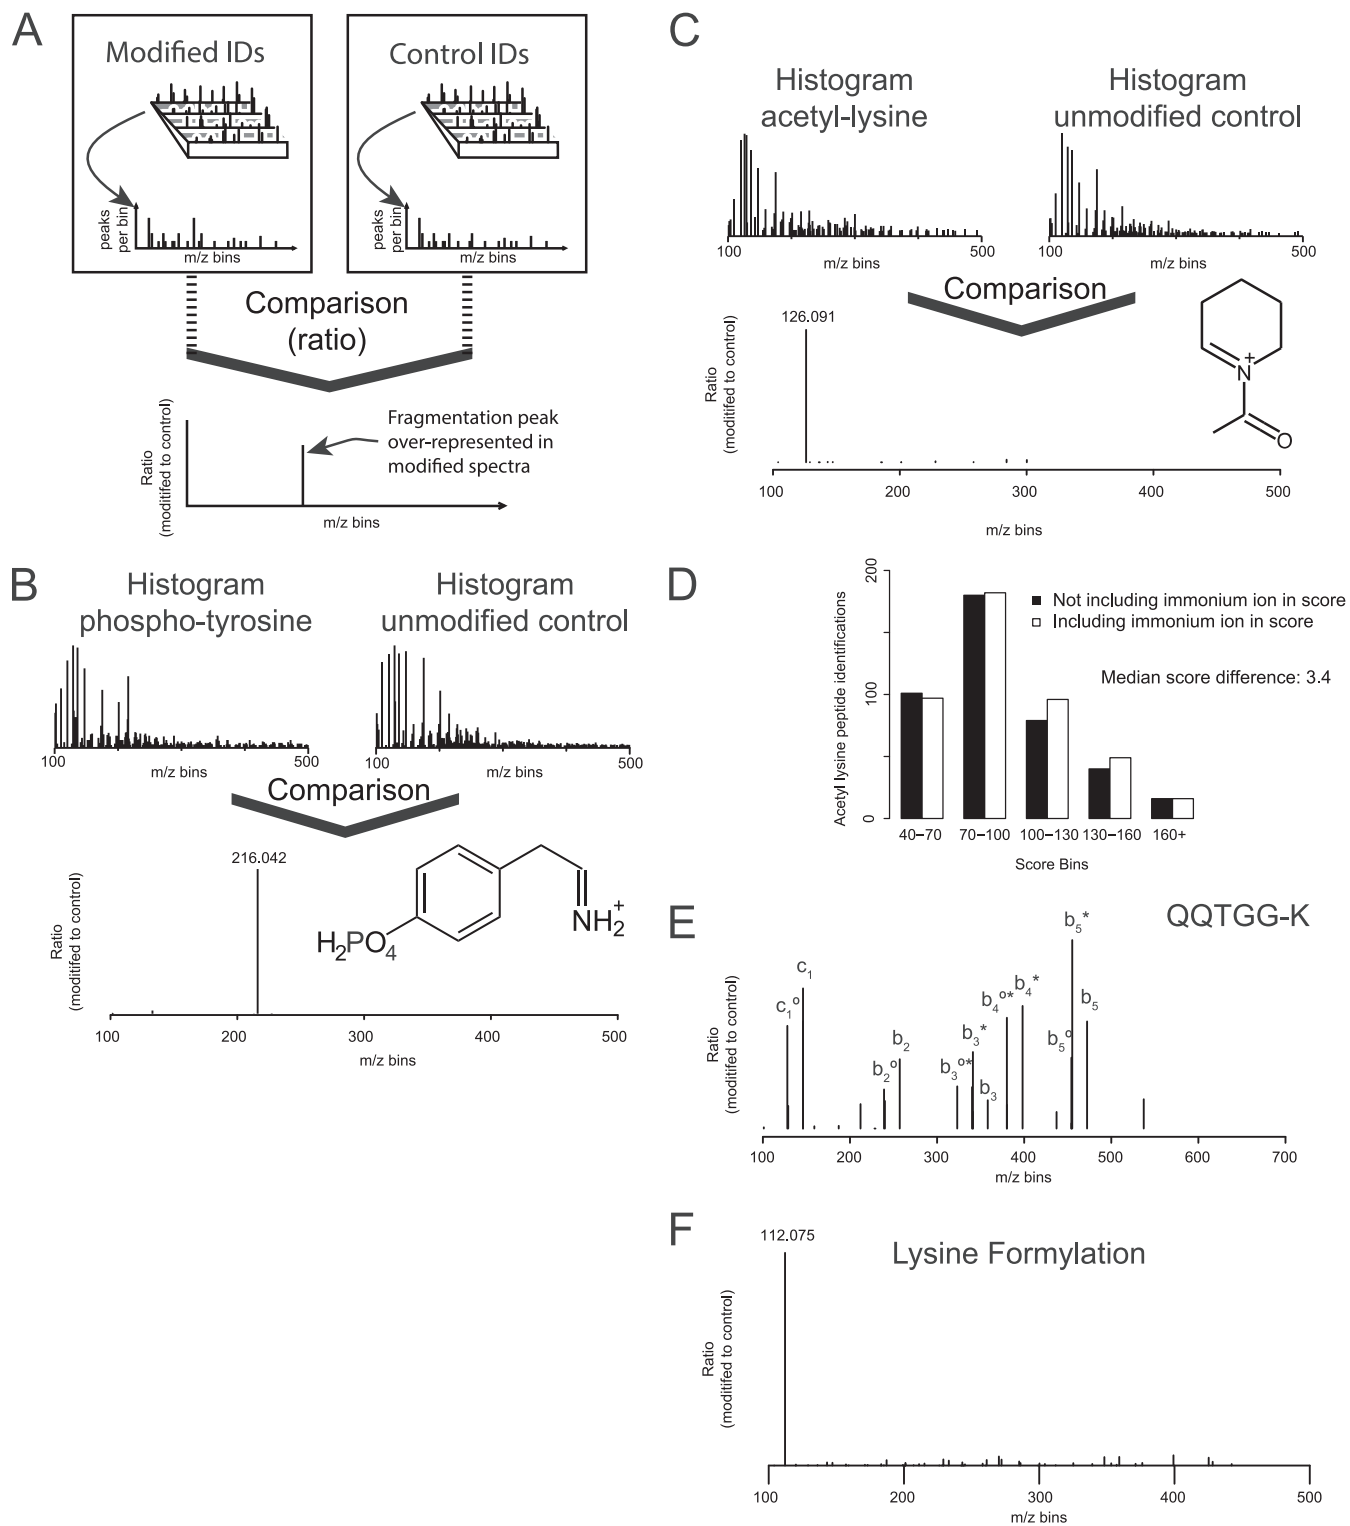 A
Modified IDs
Control IDs
peaks
per bin
m/z bins
peaks
per bin
m/z bins
Comparison
(ratio)
Ratio
(moditifed to control)
Fragmentation peak
over-represented in
modified spectra
m/z bins
B
Histogram
phospho-tyrosine
Histogram
unmodified control
100 500
m/z bins
100 500
m/z bins
Comparison
216.042
Ratio
(moditifed to control)
H2PO4
NH2+
100 200 300 400 500
m/z bins
C
Histogram
acetyl-lysine
Histogram
unmodified control
100 500
m/z bins
100 500
m/z bins
Comparison
126.091
Ratio
(moditifed to control)
N+
O
100 200 300 400 500
m/z bins
D
Acetyl lysine peptide identifications
0 100 200
Not including immonium ion in score
Including immonium ion in score
Median score difference: 3.4
40–70 70–100 100–130 130–160 160+
Score Bins
E
QQTGG-K
Ratio
(moditifed to control)
c1o
c1
b2o
b2
b3o*
b3*
b3
b4o*
b4*
b5o
b5*
b5
100 200 300 400 500 600 700
m/z bins
F
112.075
Lysine Formylation
Ratio
(moditifed to control)
100 200 300 400 500
m/z bins